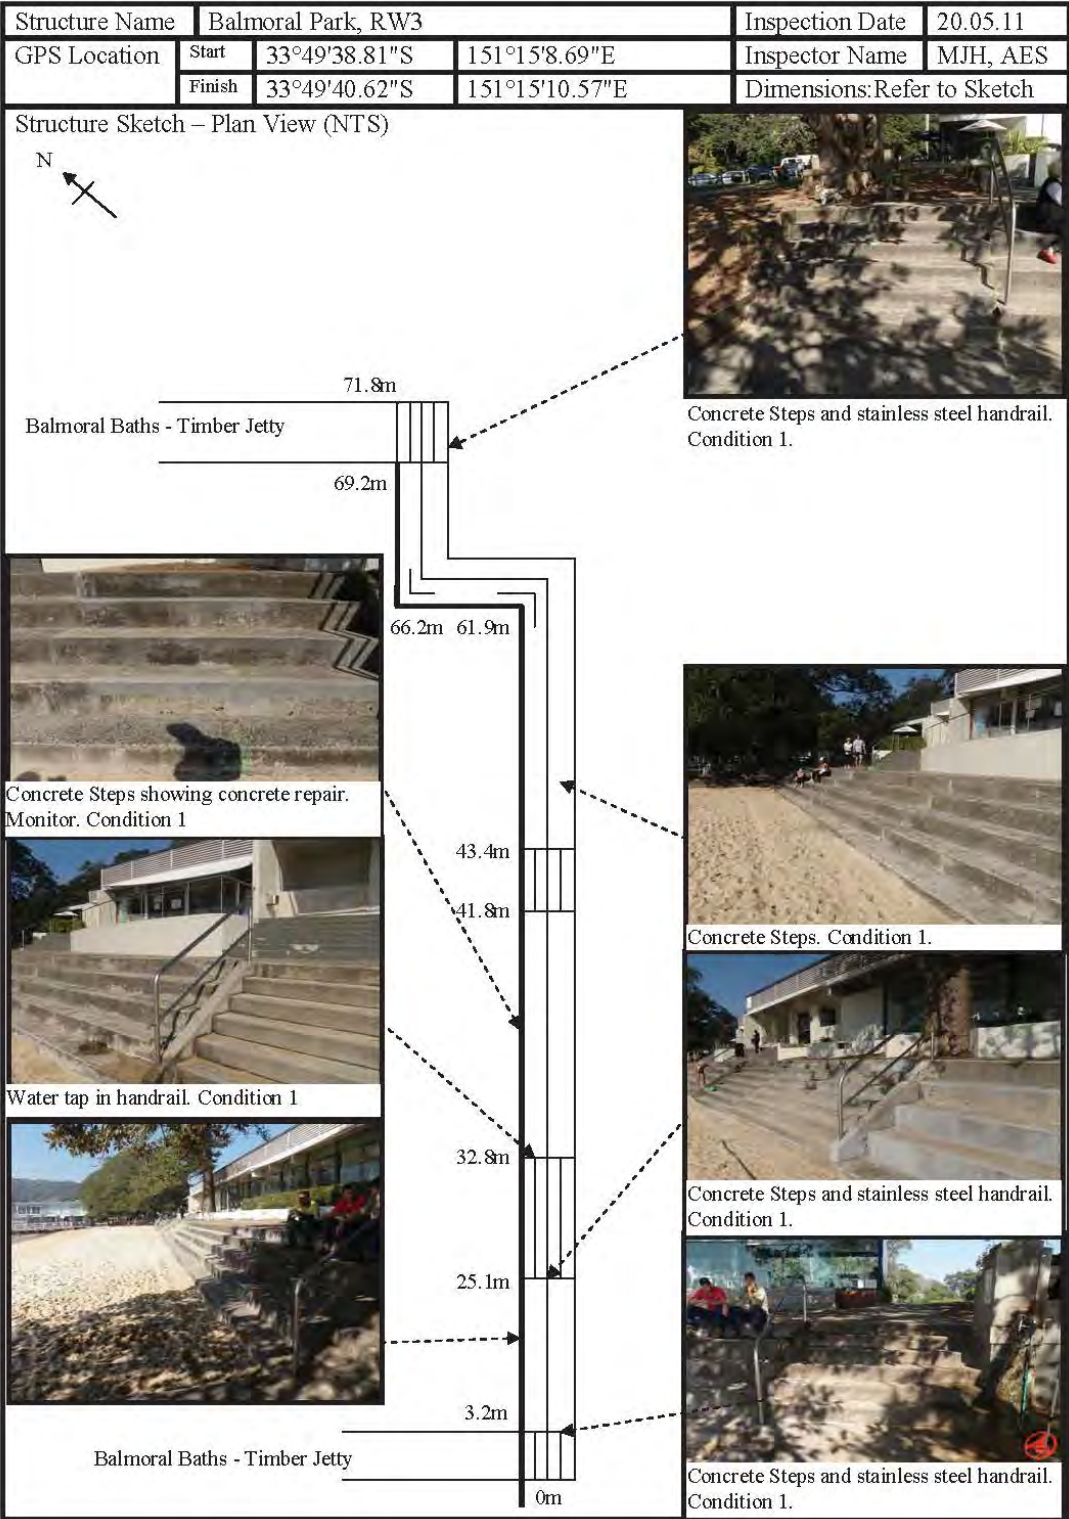 Structure Name Balmoral Park, RW3 Inspection Date 20.05.11
GPS Location Start 33°49'38.81"S 151°15'8.69"E Inspector Name MJH, AES
Finish 33°49'40.62"S 151°15'10.57"E Dimensions:Refer to Sketch
Structure Sketch – Plan View (NTS)
N
71.8m
Balmoral Baths - Timber Jetty
Concrete Steps and stainless steel handrail.
Condition 1.
69.2m
66.2m 61.9m
Concrete Steps showing concrete repair.
Monitor. Condition 1
43.4m
41.8m
Concrete Steps. Condition 1.
Water tap in handrail. Condition 1
32.8m
Concrete Steps and stainless steel handrail.
Condition 1.
25.1m
3.2m
Balmoral Baths - Timber Jetty
0m
Concrete Steps and stainless steel handrail.
Condition 1.